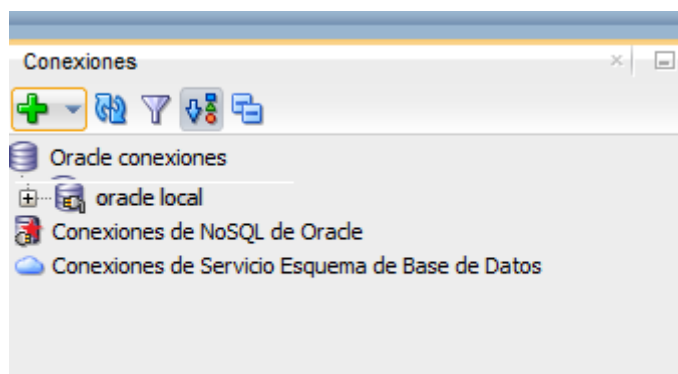 Conexiones
Oracle conexiones
oracle local
Conexiones de NoSQL de Oracle
Conexiones de Servicio Esquema de Base de Datos